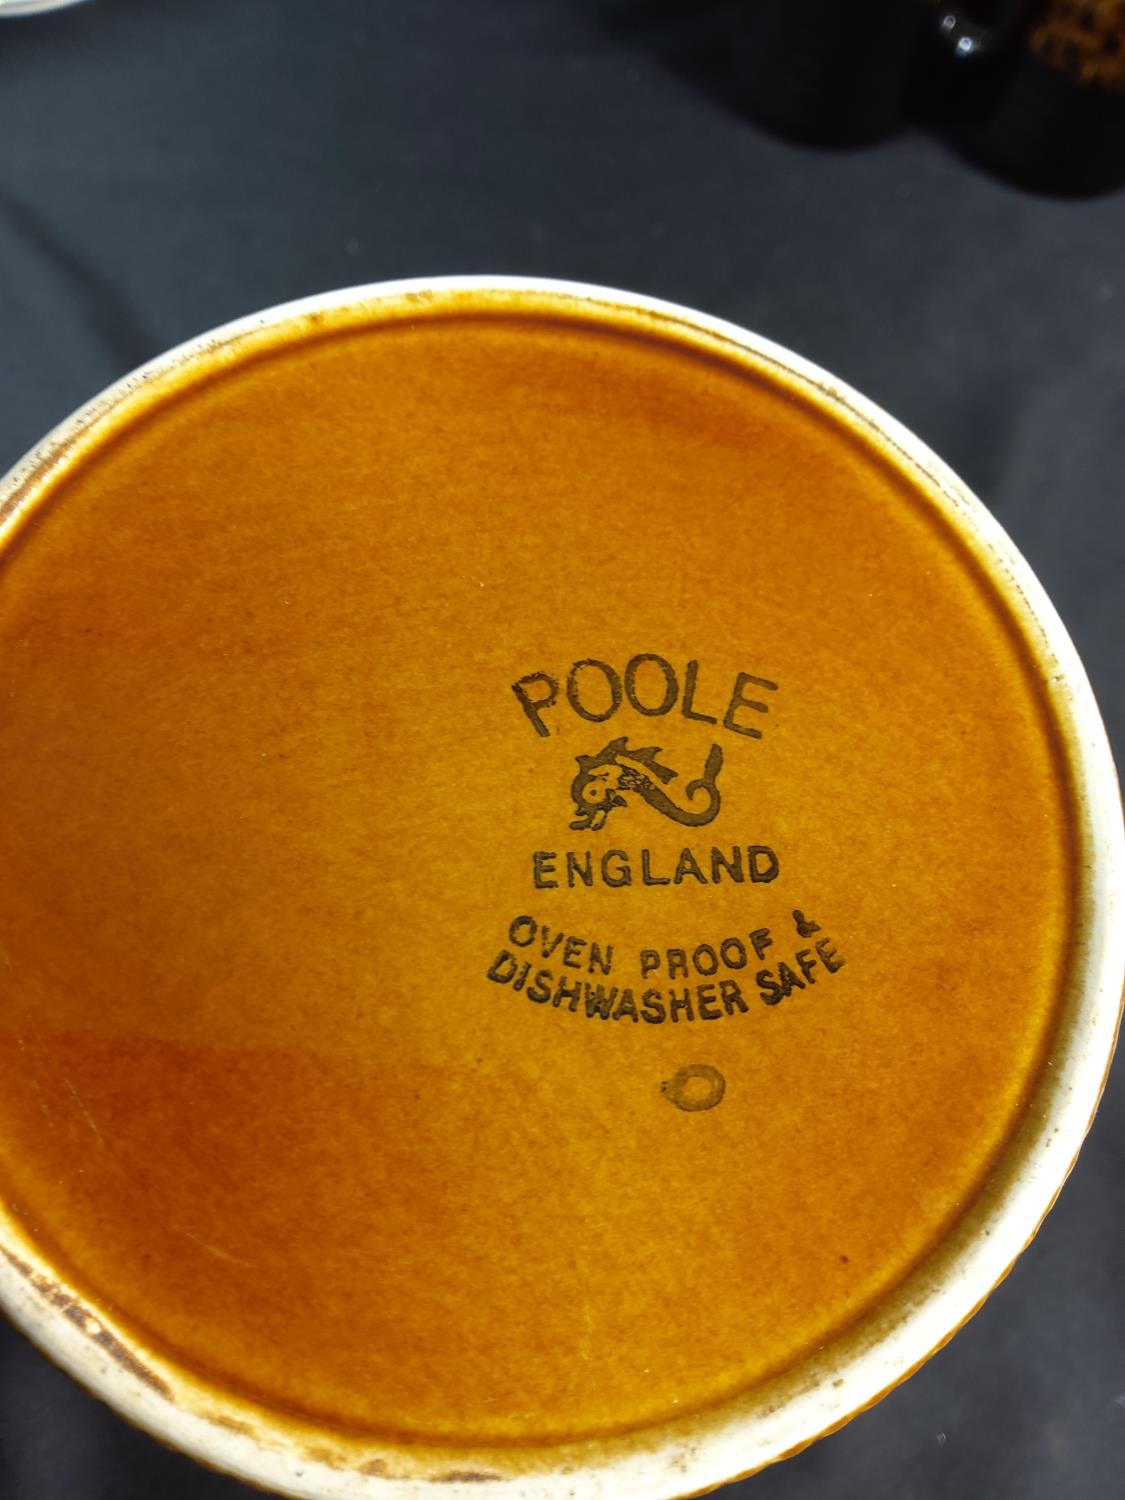 POOLE
ENGLAND
OVEN PROOF &
DISHWASHER SAFE